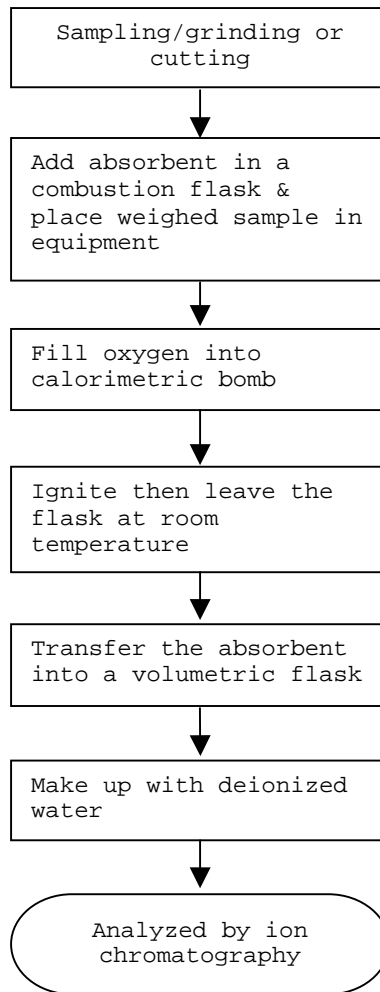 Sampling/grinding or
cutting
Add absorbent in a
combustion flask &
place weighed sample in
equipment
Fill oxygen into
calorimetric bomb
Ignite then leave the
flask at room
temperature
Transfer the absorbent
into a volumetric flask
Make up with deionized
water
Analyzed by ion
chromatography